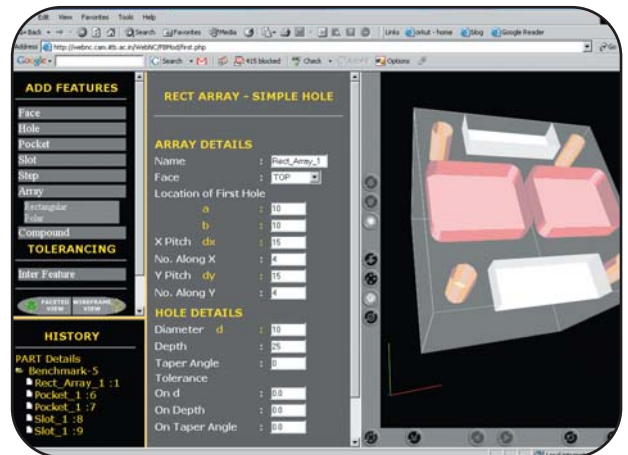 Edit View Favorites Tools Help
Back Search Favorites Media Links orkut - home blog Google Reader
Address http://webnc.cam.iitb.ac.in/WebNC/FBMod/first.php Go
Google Search 415 blocked Check Options
ADD FEATURES
Face
Hole
Pocket
Slot
Step
Array
Rectangular
Polar
Compound
TOLERANCING
Inter Feature
FACETED VIEW WIREFRAME VIEW
HISTORY
PART Details
Benchmark-5
Rect_Array_1 :1
Pocket_1 :6
Pocket_1 :7
Slot_1 :8
Slot_1 :9
RECT ARRAY - SIMPLE HOLE
ARRAY DETAILS
Name : Rect_Array_1
Face : TOP
Location of First Hole
a : 10
b : 10
X Pitch dx : 15
No. Along X : 4
Y Pitch dy : 15
No. Along Y : 4
HOLE DETAILS
Diameter d : 10
Depth : 25
Taper Angle : 0
Tolerance
On d : 0.0
On Depth : 0.0
On Taper Angle : 0.0